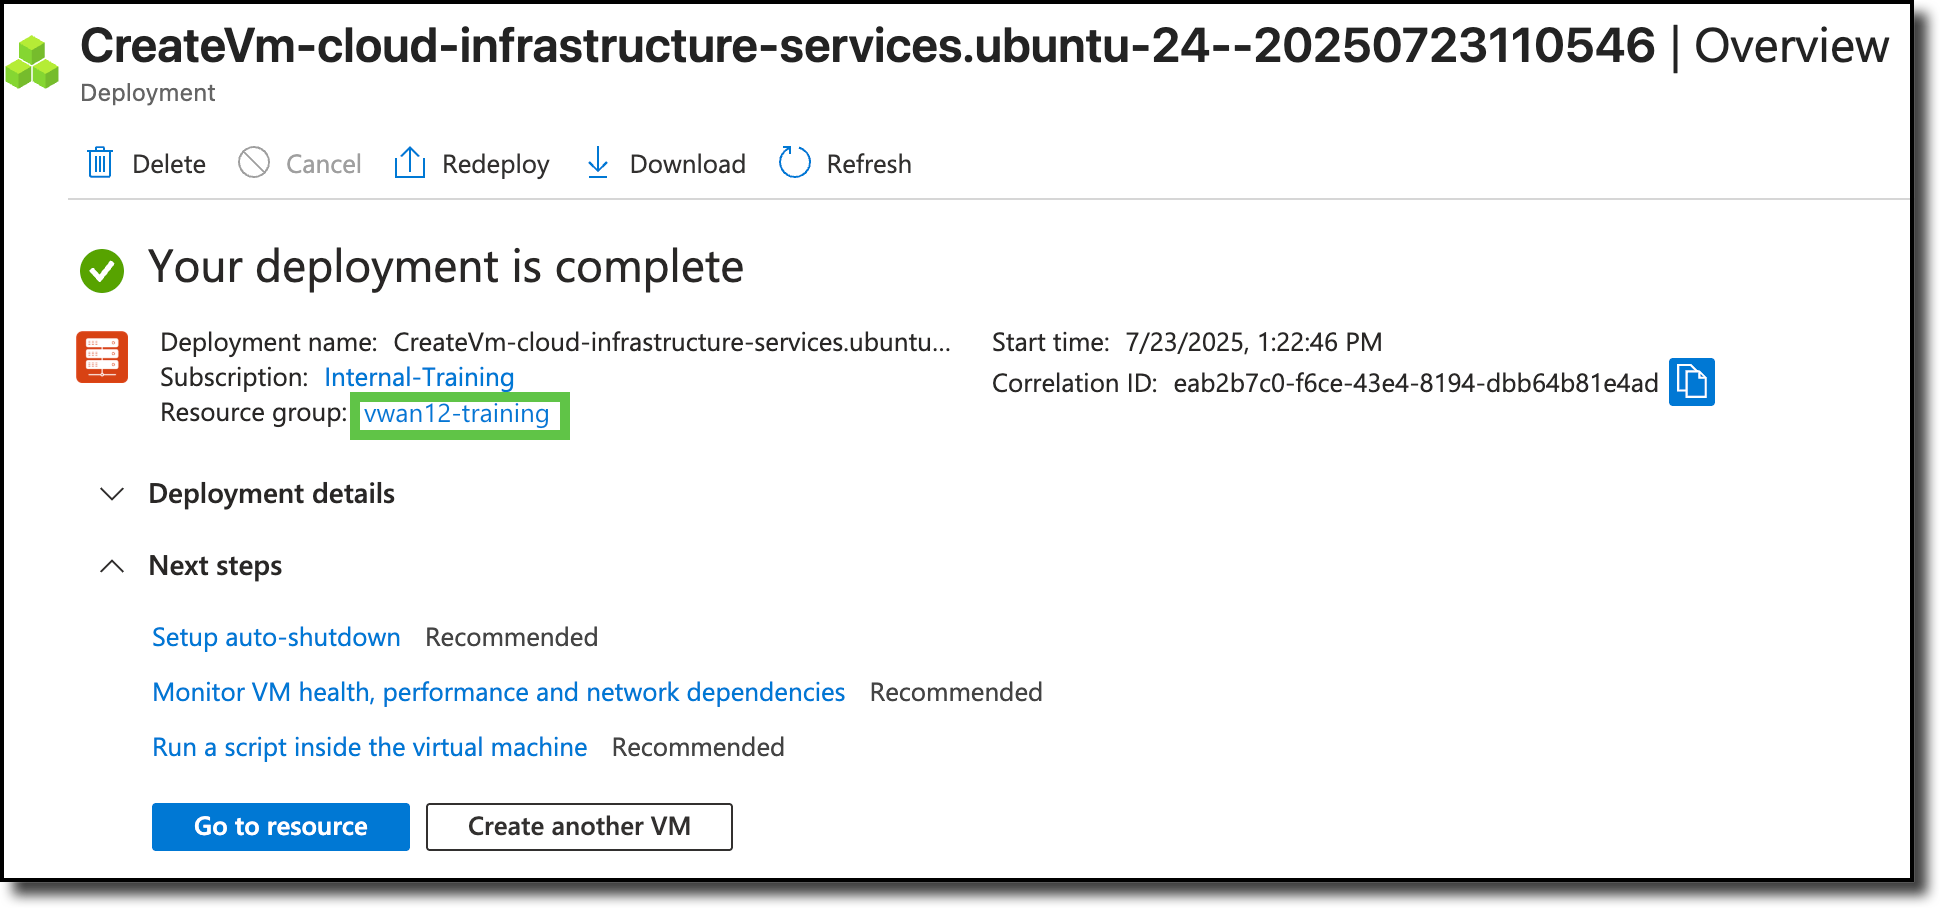 CreateVm-cloud-infrastructure-services.ubuntu-24--20250723110546 | Overview
Deployment
Delete Cancel Redeploy Download Refresh
Your deployment is complete
Deployment name: CreateVm-cloud-infrastructure-services.ubuntu... Start time: 7/23/2025, 1:22:46 PM
Subscription: Internal-Training Correlation ID: eab2b7c0-f6ce-43e4-8194-dbb64b81e4ad
Resource group: vwan12-training
Deployment details
Next steps
Setup auto-shutdown Recommended
Monitor VM health, performance and network dependencies Recommended
Run a script inside the virtual machine Recommended
Go to resource Create another VM